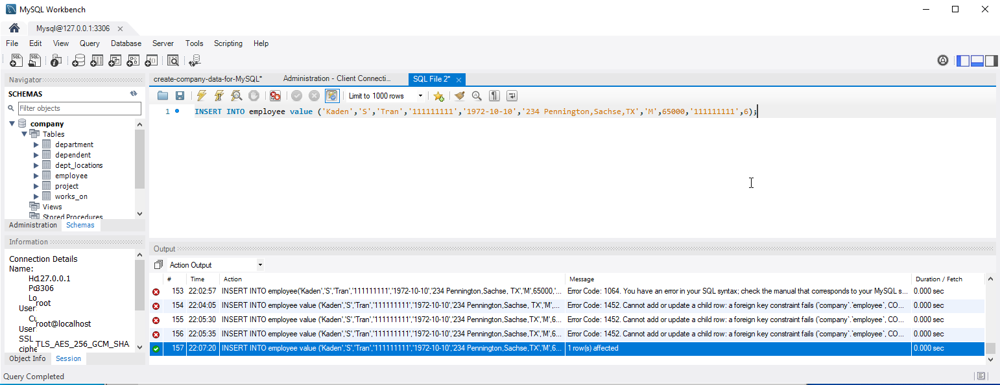 MySQL Workbench
Mysql@127.0.0.1:3306
File Edit View Query Database Server Tools Scripting Help
Navigator
SCHEMAS
Filter objects
company
Tables
department
dependent
dept_locations
employee
project
works_on
Views
Stored Procedures
Administration Schemas
Information
Connection Details
Name:
127.0.0.1
3306
Lo
root
User
root@localhost
User
SSL
TLS_AES_256_GCM_SHA
ciphe
Object Info Session
create-company-data-for-MySQL* Administration - Client Connecti... SQL File 2*
Limit to 1000 rows
1 INSERT INTO employee value ('Kaden','S','Tran','111111111','1972-10-10','234 Pennington,Sachse,TX','M',65000,'111111111',6);
Output
Action Output
# Time Action Message Duration / Fetch
153 22:02:57 INSERT INTO employee('Kaden','S','Tran','111111111','1972-10-10','234 Pennington,Sachse, TX','M',65000,'... Error Code: 1064. You have an error in your SQL syntax; check the manual that corresponds to your MySQL s... 0.000 sec
154 22:04:05 INSERT INTO employee value ('Kaden','S','Tran','111111111','1972-10-10','234 Pennington,Sachse, TX','M',... Error Code: 1452. Cannot add or update a child row: a foreign key constraint fails (`company`.`employee`, CO... 0.000 sec
155 22:05:30 INSERT INTO employee value ('Kaden','S','Tran','111111111','1972-10-10','234 Pennington,Sachse,TX','M',6... Error Code: 1452. Cannot add or update a child row: a foreign key constraint fails (`company`.`employee`, CO... 0.000 sec
156 22:05:35 INSERT INTO employee value ('Kaden','S','Tran','111111111','1972-10-10','234 Pennington,Sachse,TX','M',6... Error Code: 1452. Cannot add or update a child row: a foreign key constraint fails (`company`.`employee`, CO... 0.000 sec
157 22:07:20 INSERT INTO employee value ('Kaden','S','Tran','111111111','1972-10-10','234 Pennington,Sachse,TX','M',6... 1 row(s) affected 0.000 sec
Query Completed